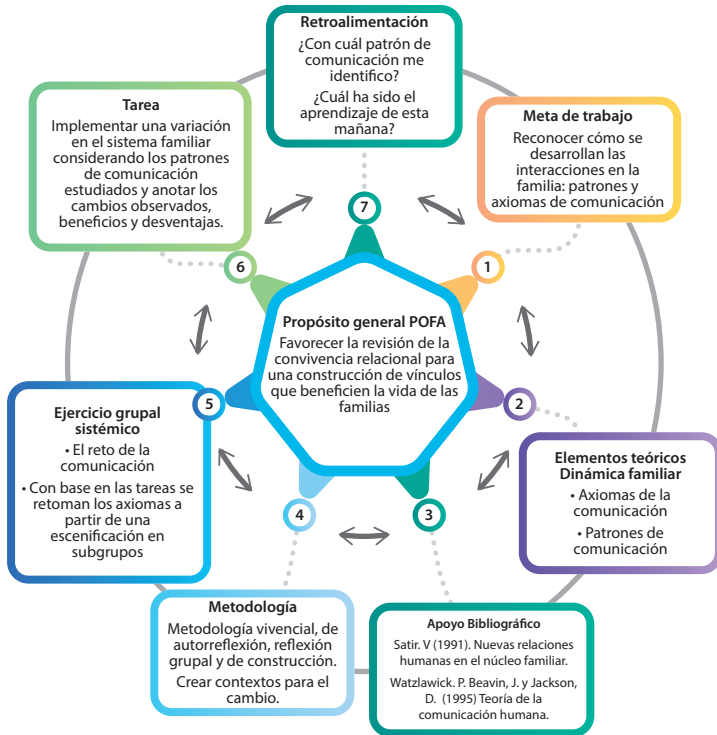 Retroalimentación
¿Con cuál patrón de
comunicación me
identifico?
¿Cuál ha sido el
aprendizaje de esta
mañana?
7
Meta de trabajo
Reconocer cómo se
desarrollan las
interacciones en la
familia: patrones y
axiomas de comunicación
1
Elementos teóricos
Dinámica familiar
• Axiomas de la
comunicación
• Patrones de
comunicación
2
Apoyo Bibliográfico
Satir. V (1991). Nuevas relaciones
humanas en el núcleo familiar.
Watzlawick. P. Beavin, J. y Jackson,
D. (1995) Teoría de la
comunicación humana.
3
Metodología
Metodología vivencial, de
autorreflexión, reflexión
grupal y de construcción.
Crear contextos para el
cambio.
4
Ejercicio grupal
sistémico
• El reto de la
comunicación
• Con base en las tareas se
retoman los axiomas a
partir de una
escenificación en
subgrupos
5
Tarea
Implementar una variación
en el sistema familiar
considerando los patrones
de comunicación
estudiados y anotar los
cambios observados,
beneficios y desventajas.
6
Propósito general POFA
Favorecer la revisión de la
convivencia relacional para
una construcción de vínculos
que beneficien la vida de las
familias